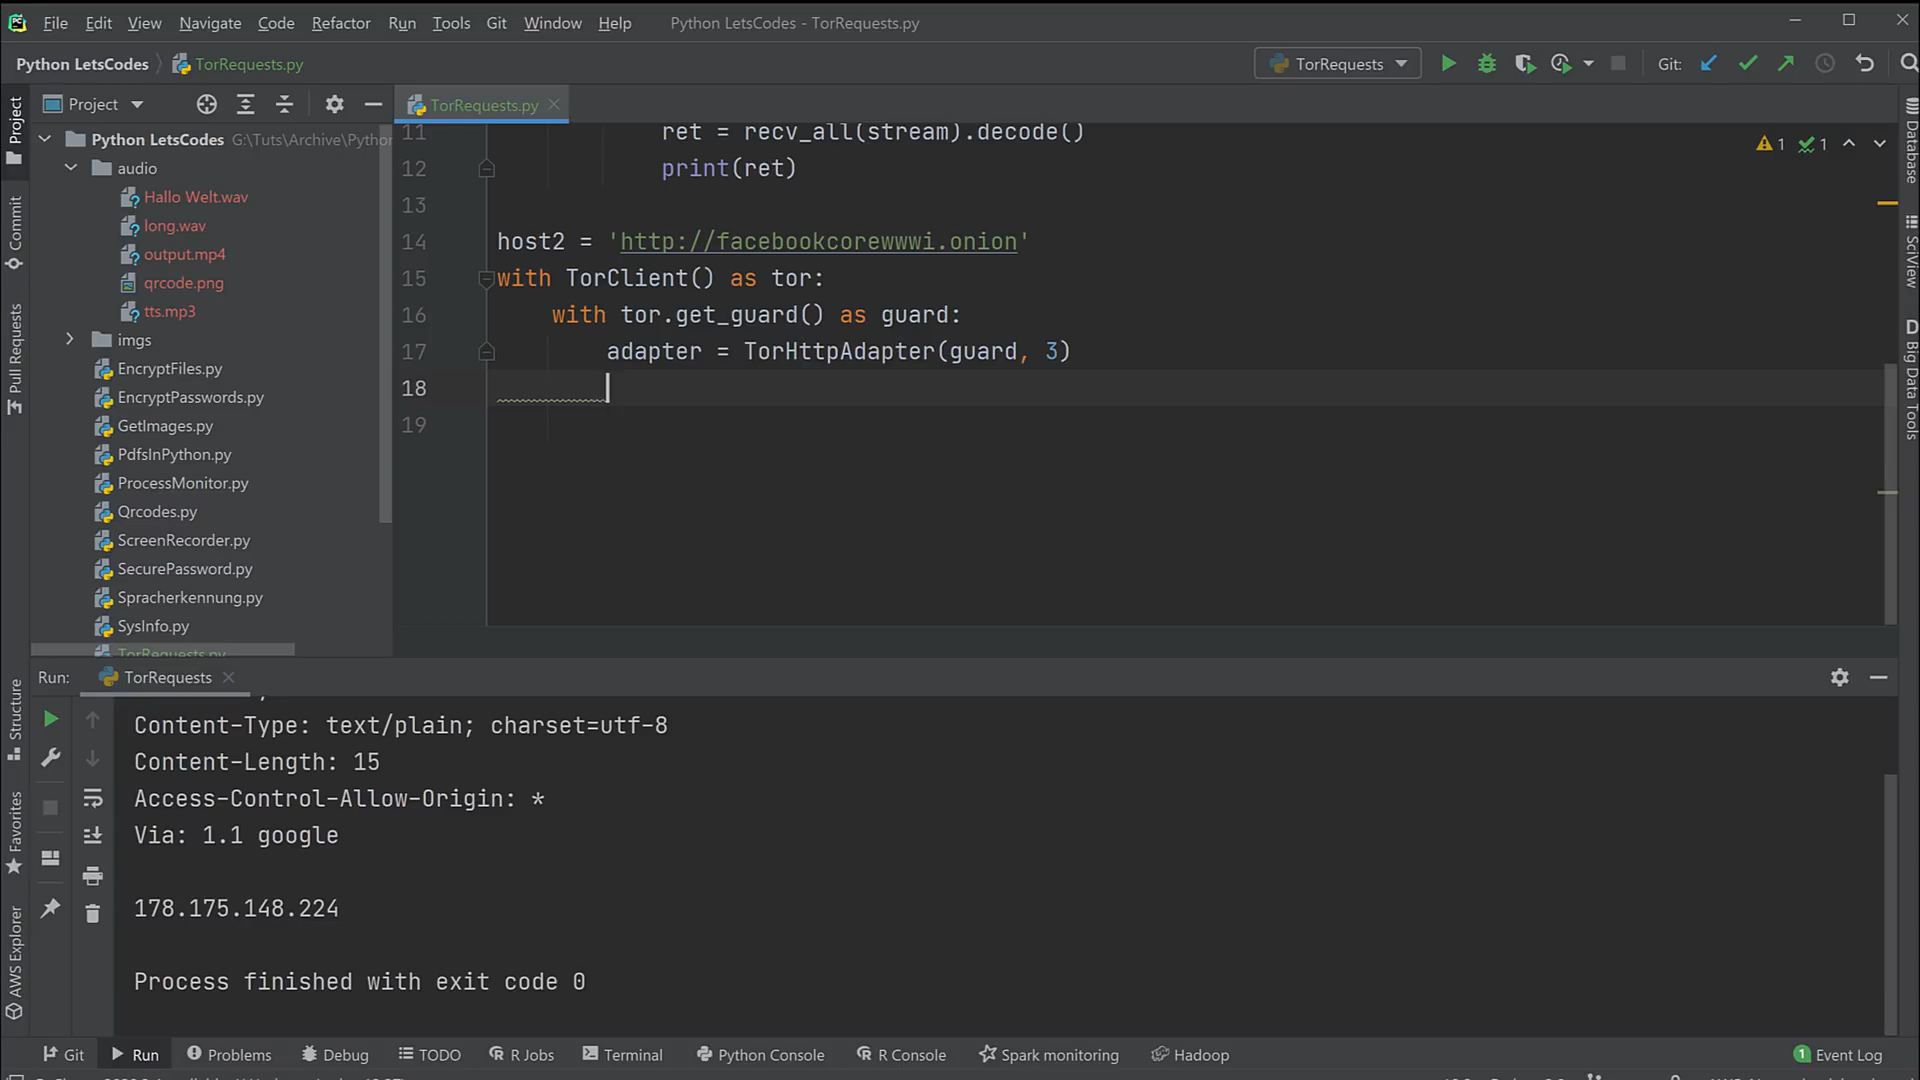 File Edit View Navigate Code Refactor Run Tools Git Window Help Python LetsCodes - TorRequests.py
Python LetsCodes TorRequests.py TorRequests Git:
Project TorRequests.py
Project
Commit
Pull Requests
Structure
Favorites
AWS Explorer
Python LetsCodes G:\Tuts\Archive\Python
audio
Hallo Welt.wav
long.wav
output.mp4
qrcode.png
tts.mp3
imgs
EncryptFiles.py
EncryptPasswords.py
GetImages.py
PdfsInPython.py
ProcessMonitor.py
Qrcodes.py
ScreenRecorder.py
SecurePassword.py
Spracherkennung.py
SysInfo.py
TorRequests.py
11 ret = recv_all(stream).decode()
12 print(ret)
13
14 host2 = 'http://facebookcorewwwi.onion'
15 with TorClient() as tor:
16 with tor.get_guard() as guard:
17 adapter = TorHttpAdapter(guard, 3)
18
19
1 1
Database
SciView
D Big Data Tools
Run: TorRequests
Content-Type: text/plain; charset=utf-8
Content-Length: 15
Access-Control-Allow-Origin: *
Via: 1.1 google
178.175.148.224
Process finished with exit code 0
Git Run Problems Debug TODO R Jobs Terminal Python Console R Console Spark monitoring Hadoop 1 Event Log